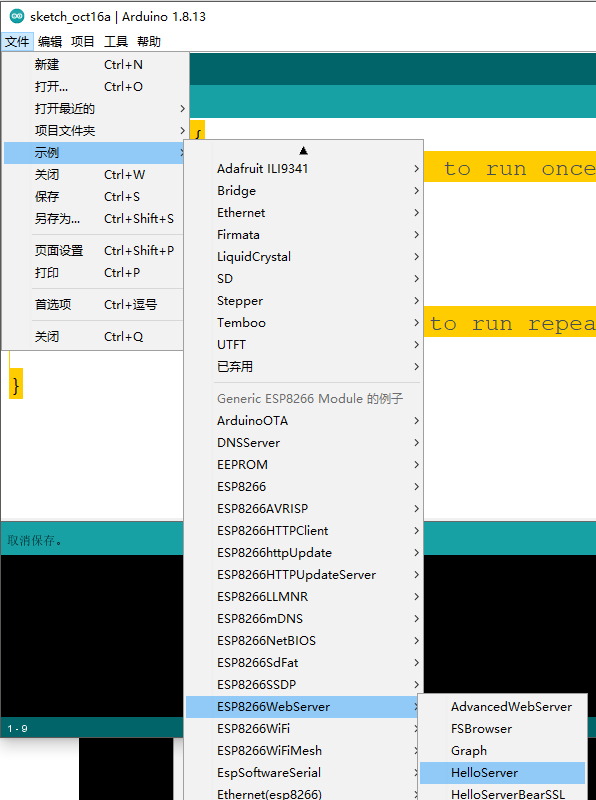 sketch_oct16a | Arduino 1.8.13
文件 编辑 项目 工具 帮助
新建 Ctrl+N
打开... Ctrl+O
打开最近的
项目文件夹
示例
关闭 Ctrl+W
保存 Ctrl+S
另存为... Ctrl+Shift+S
页面设置 Ctrl+Shift+P
打印 Ctrl+P
首选项 Ctrl+逗号
关闭 Ctrl+Q
{
to run once
to run repea
}
Adafruit ILI9341
Bridge
Ethernet
Firmata
LiquidCrystal
SD
Stepper
Temboo
UTFT
已弃用
Generic ESP8266 Module 的例子
ArduinoOTA
DNSServer
EEPROM
ESP8266
ESP8266AVRISP
ESP8266HTTPClient
ESP8266httpUpdate
ESP8266HTTPUpdateServer
ESP8266LLMNR
ESP8266mDNS
ESP8266NetBIOS
ESP8266SdFat
ESP8266SSDP
ESP8266WebServer
ESP8266WiFi
ESP8266WiFiMesh
EspSoftwareSerial
Ethernet(esp8266)
AdvancedWebServer
FSBrowser
Graph
HelloServer
HelloServerBearSSL
取消保存。
1 - 9